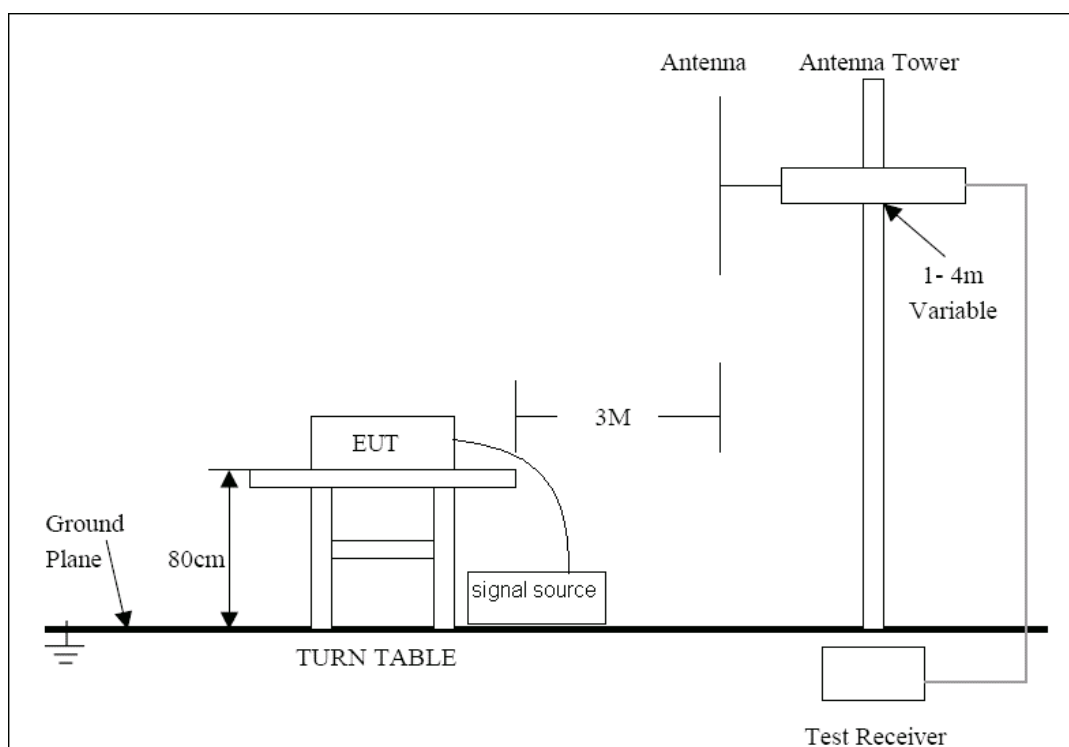 Antenna
Antenna Tower
1- 4m
Variable
3M
EUT
Ground
Plane
80cm
signal source
TURN TABLE
Test Receiver